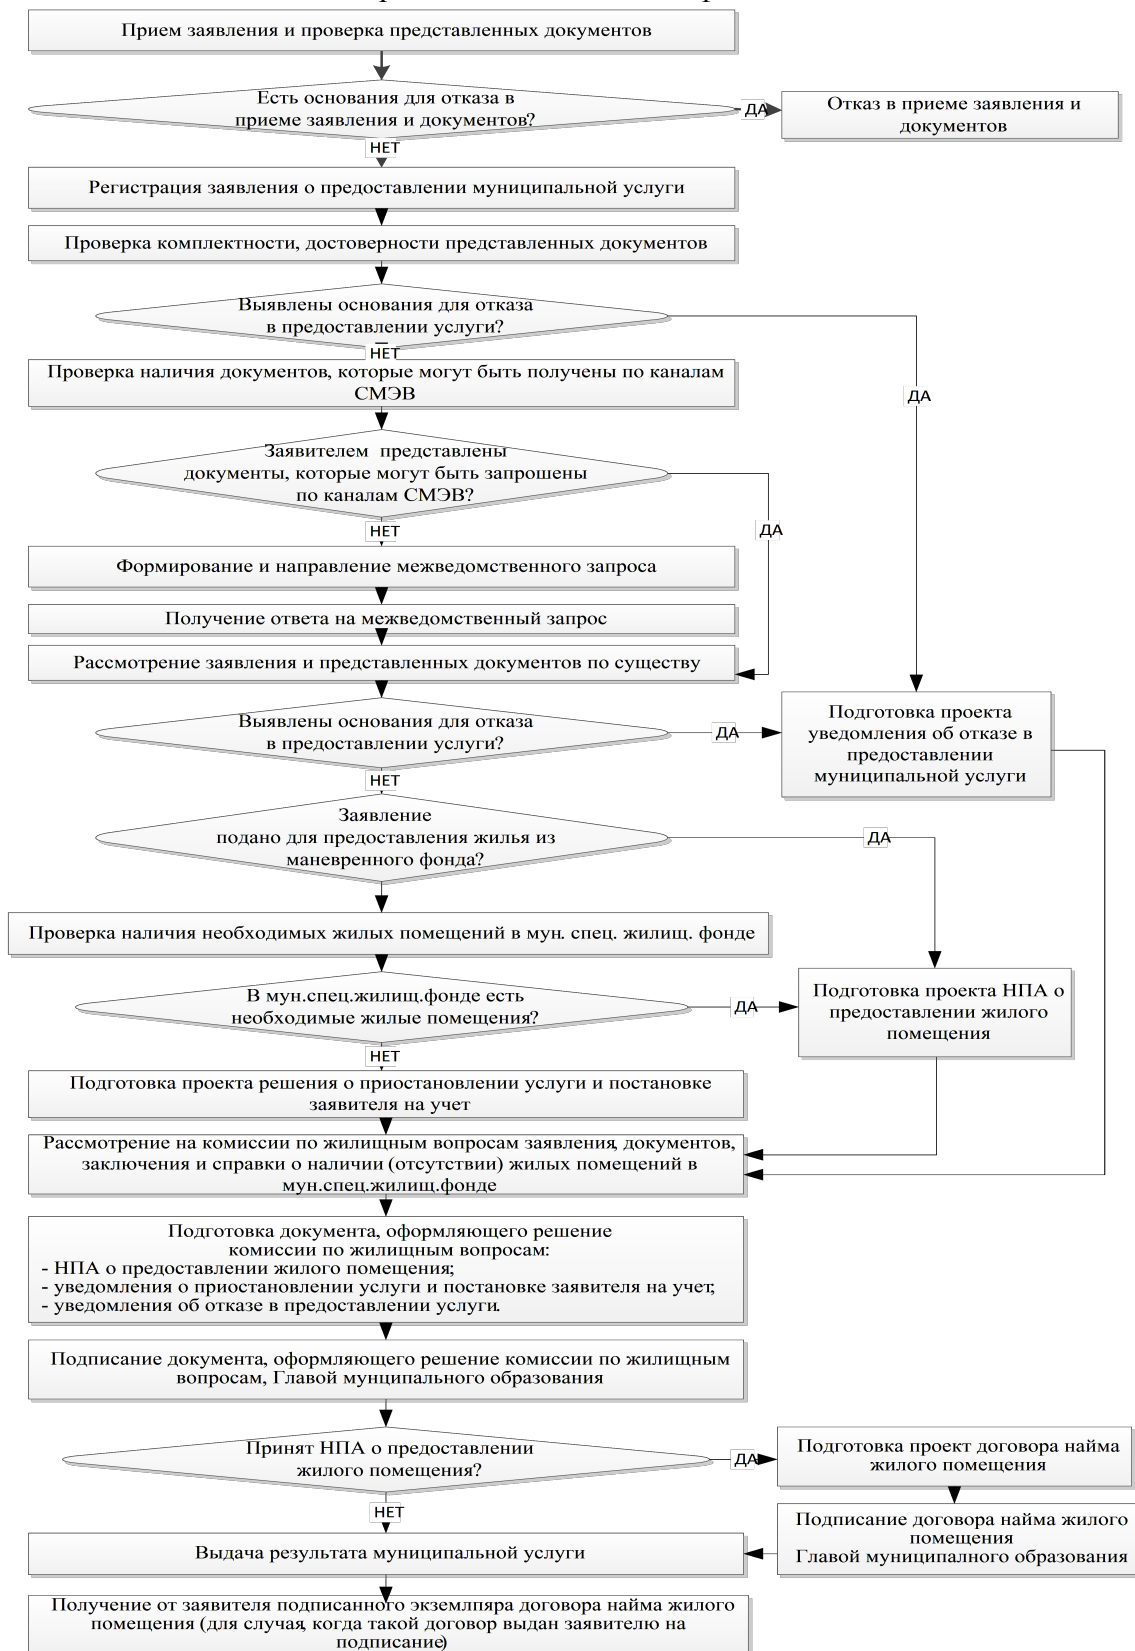 Прием заявления и проверка представленных документов
Есть основания для отказа в
приеме заявления и документов?
ДА
Отказ в приеме заявления и
документов
НЕТ
Регистрация заявления о предоставлении муниципальной услуги
Проверка комплектности, достоверности представленных документов
Выявлены основания для отказа
в предоставлении услуги?
НЕТ
ДА
Проверка наличия документов, которые могут быть получены по каналам
СМЭВ
Заявителем представлены
документы, которые могут быть запрошены
по каналам СМЭВ?
НЕТ
ДА
Формирование и направление межведомственного запроса
Получение ответа на межведомственный запрос
Рассмотрение заявления и представленных документов по существу
Выявлены основания для отказа
в предоставлении услуги?
ДА
Подготовка проекта
уведомления об отказе в
предоставлении
муниципальной услуги
НЕТ
Заявление
подано для предоставления жилья из
маневренного фонда?
ДА
Проверка наличия необходимых жилых помещений в мун. спец. жилищ. фонде
В мун.спец.жилищ.фонде есть
необходимые жилые помещения?
ДА
Подготовка проекта НПА о
предоставлении жилого
помещения
НЕТ
Подготовка проекта решения о приостановлении услуги и постановке
заявителя на учет
Рассмотрение на комиссии по жилищным вопросам заявления, документов,
заключения и справки о наличии (отсутствии) жилых помещений в
мун.спец.жилищ.фонде
Подготовка документа, оформляющего решение
комиссии по жилищным вопросам:
- НПА о предоставлении жилого помещения;
- уведомления о приостановлении услуги и постановке заявителя на учет;
- уведомления об отказе в предоставлении услуги.
Подписание документа, оформляющего решение комиссии по жилищным
вопросам, Главой мунципального образования
Принят НПА о предоставлении
жилого помещения?
ДА
Подготовка проект договора найма
жилого помещения
НЕТ
Подписание договора найма жилого
помещения
Главой муниципалного образования
Выдача результата муниципальной услуги
Получение от заявителя подписанного экземпляра договора найма жилого
помещения (для случая, когда такой договор выдан заявителю на
подписание)